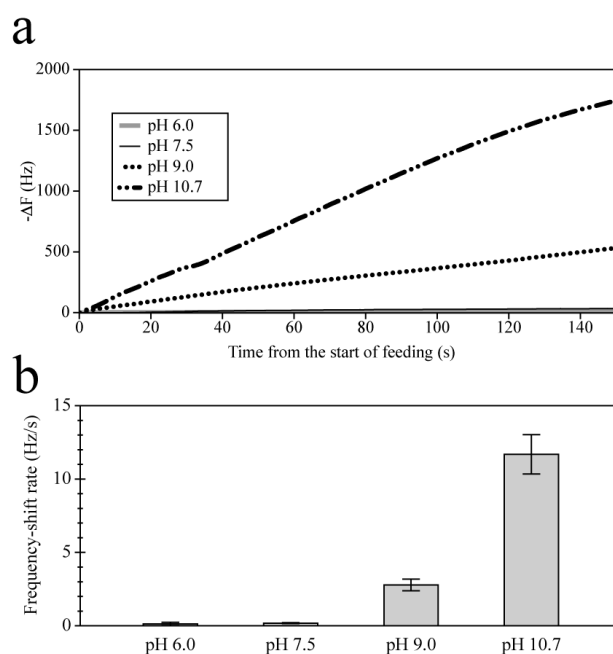 a
2000
1500
1000
500
0
-ΔF (Hz)
pH 6.0
pH 7.5
pH 9.0
pH 10.7
0 20 40 60 80 100 120 140
Time from the start of feeding (s)
b
15
10
5
0
Frequency-shift rate (Hz/s)
pH 6.0 pH 7.5 pH 9.0 pH 10.7